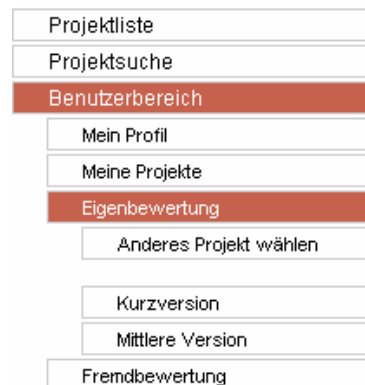 Projektliste
Projektsuche
Benutzerbereich
Mein Profil
Meine Projekte
Eigenbewertung
Anderes Projekt wählen
Kurzversion
Mittlere Version
Fremdbewertung